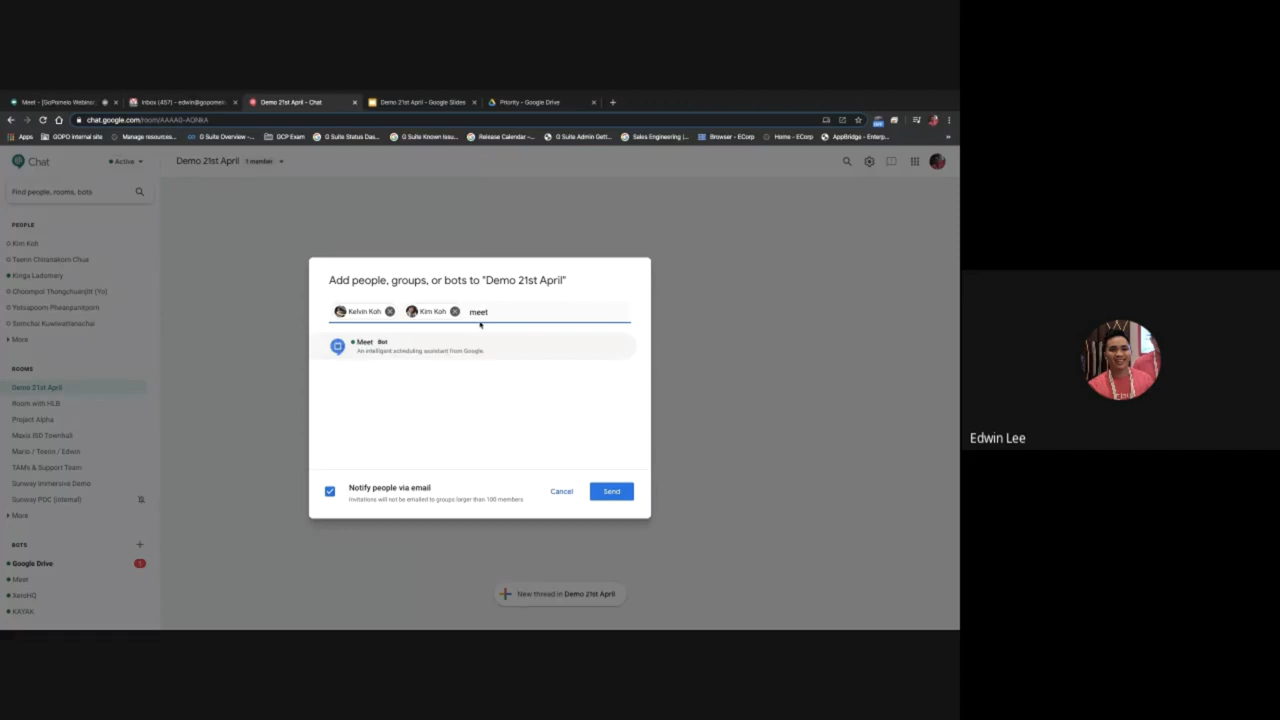 Meet - [GoPomelo Webinar
Inbox (457) - edwin@gopomelo
Demo 21st April - Chat
Demo 21st April - Google Slides
Priority - Google Drive
chat.google.com/room/AAAA0-AONkA
Apps
GOPO internal site
Manage resources...
G Suite Overview -...
GCP Exam
G Suite Status Das...
G Suite Known Issu...
Release Calendar –...
G Suite Admin Gett...
Sales Engineering |...
Browser - ECorp
Home - ECorp
AppBridge - Enterp...
Chat
Active
Demo 21st April 1 member
Find people, rooms, bots
PEOPLE
Kim Koh
Teenn Chiranakorn Chua
Kinga Ladomery
Choompol Thongchuenjitt (Yo)
Yotsaporn Pheanpanitporn
Somchai Kuwiwattanachai
More
ROOMS
Demo 21st April
Room with HLB
Project Alpha
Maxis ISD Townhall
Mario / Teenn / Edwin
TAMs & Support Team
Sunway Immersive Demo
Sunway POC (internal)
More
BOTS
Google Drive
Meet
XeroHQ
KAYAK
Add people, groups, or bots to "Demo 21st April"
Kelvin Koh
Kim Koh
meet
Meet Bot
An intelligent scheduling assistant from Google.
Notify people via email
Invitations will not be emailed to groups larger than 100 members
Cancel
Send
New thread in Demo 21st April
Edwin Lee